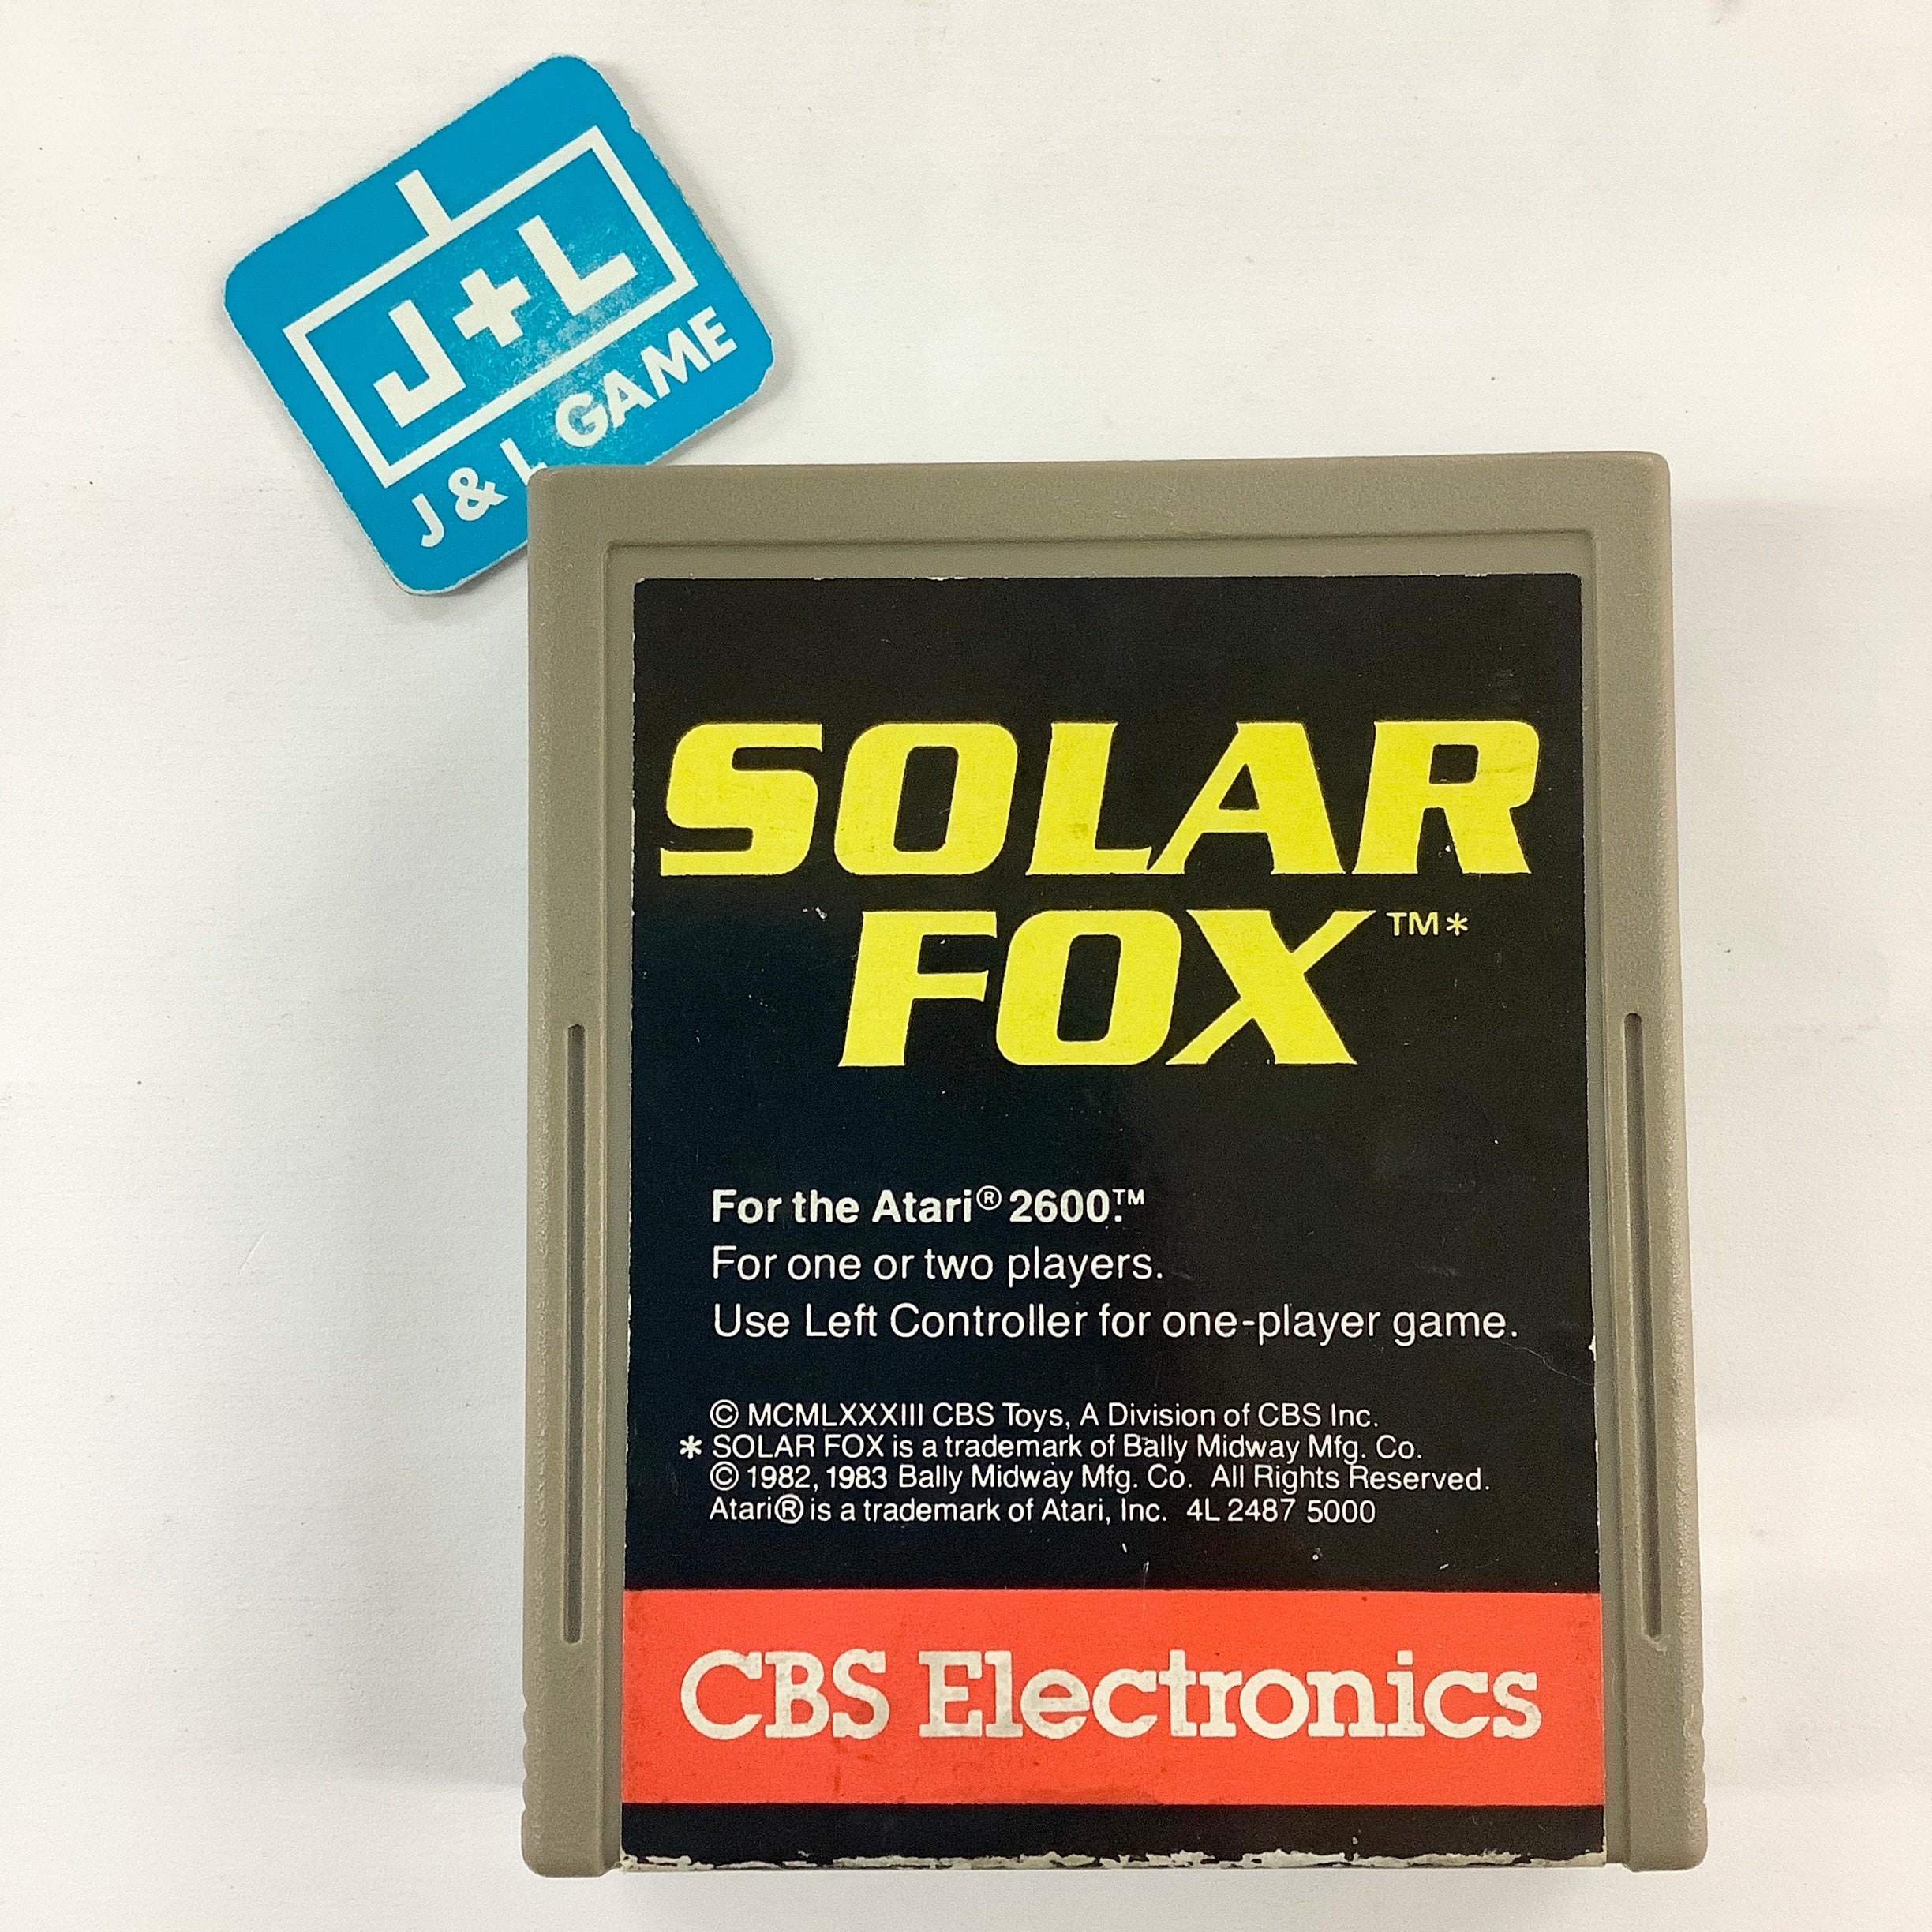 J+L
J & L GAME
SOLAR
FOX™*
For the Atari® 2600.™
For one or two players.
Use Left Controller for one-player game.
© MCMLXXXIII CBS Toys, A Division of CBS Inc.
* SOLAR FOX is a trademark of Bally Midway Mfg. Co.
© 1982, 1983 Bally Midway Mfg. Co. All Rights Reserved.
Atari® is a trademark of Atari, Inc. 4L 2487 5000
CBS Electronics